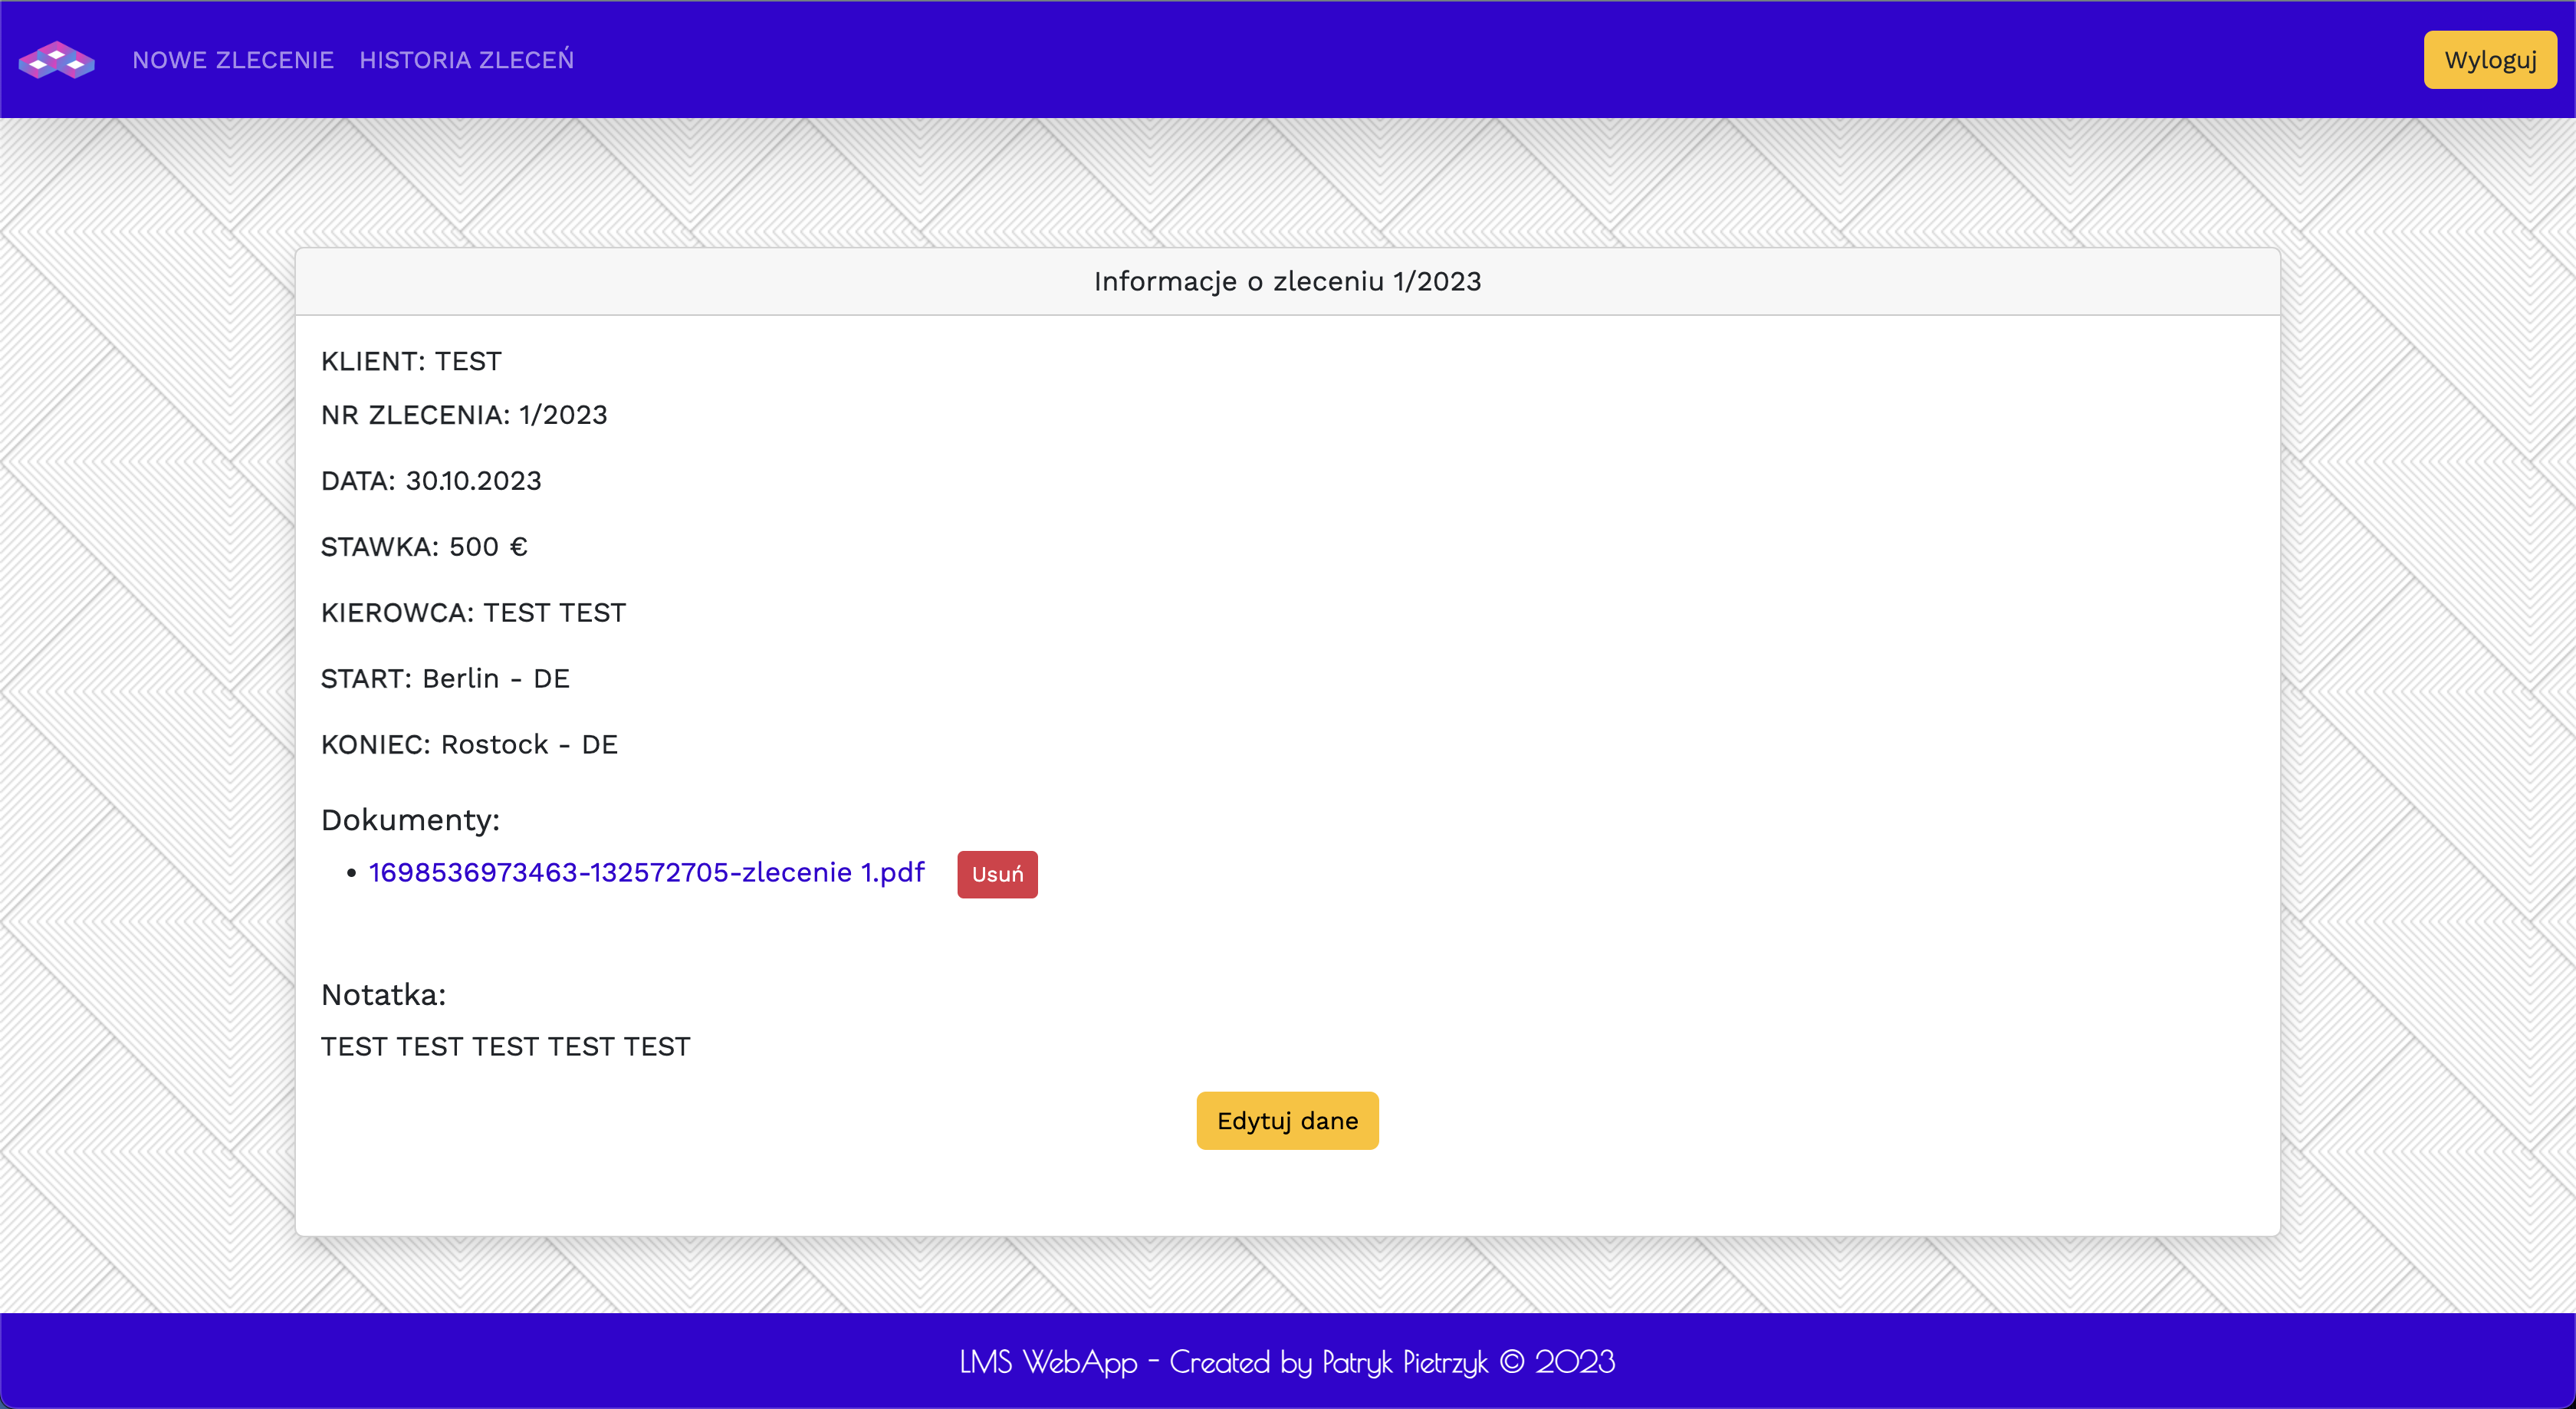 NOWE ZLECENIE HISTORIA ZLECEŃ Wyloguj
Informacje o zleceniu 1/2023
KLIENT: TEST
NR ZLECENIA: 1/2023
DATA: 30.10.2023
STAWKA: 500 €
KIEROWCA: TEST TEST
START: Berlin - DE
KONIEC: Rostock - DE
Dokumenty:
• 1698536973463-132572705-zlecenie 1.pdf Usuń
Notatka:
TEST TEST TEST TEST TEST
Edytuj dane
LMS WebApp - Created by Patryk Pietrzyk © 2023